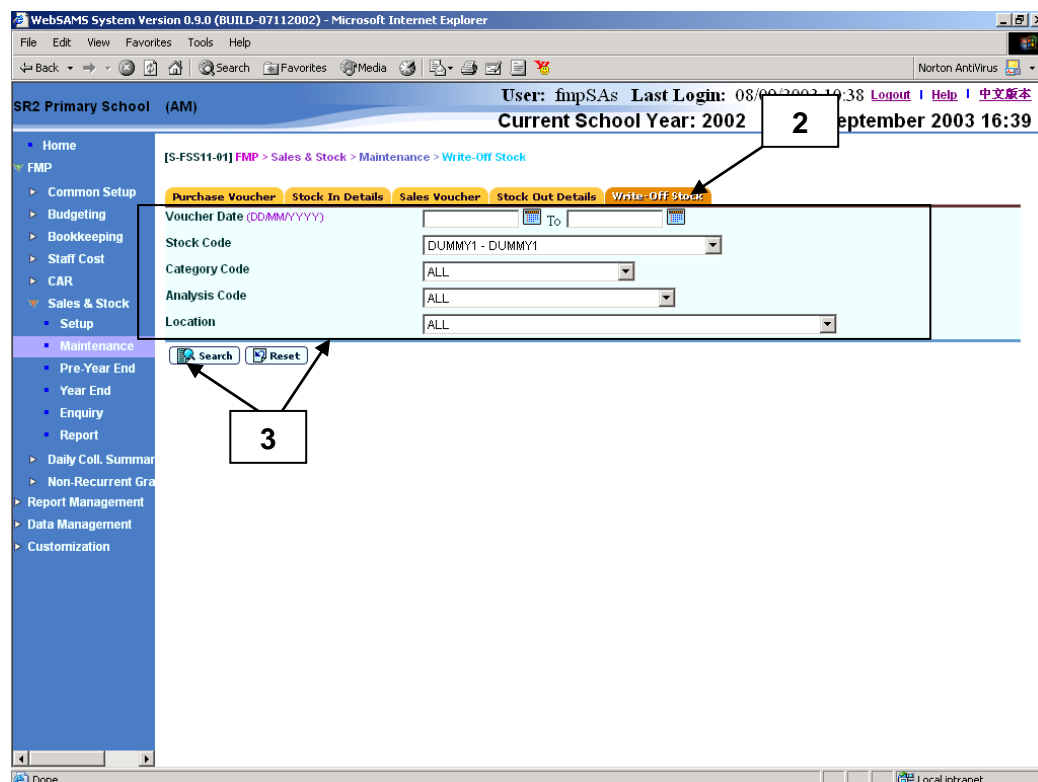 WebSAMS System Version 0.9.0 (BUILD-07112002) - Microsoft Internet Explorer
File Edit View Favorites Tools Help
Back Search Favorites Media Norton AntiVirus
SR2 Primary School (AM)
User: fmpSAs Last Login: 08/09/2003 10:38 Logout | Help | 中文版本
Current School Year: 2002 eptember 2003 16:39
2
Home
FMP
Common Setup
Budgeting
Bookkeeping
Staff Cost
CAR
Sales & Stock
Setup
Maintenance
Pre-Year End
Year End
Enquiry
Report
Daily Coll. Summar
Non-Recurrent Gra
Report Management
Data Management
Customization
[S-FSS11-01] FMP > Sales & Stock > Maintenance > Write-Off Stock
Purchase Voucher Stock In Details Sales Voucher Stock Out Details Write-Off Stock
Voucher Date (DD/MM/YYYY) To
Stock Code DUMMY1 - DUMMY1
Category Code ALL
Analysis Code ALL
Location ALL
Search Reset
3
Done Local intranet